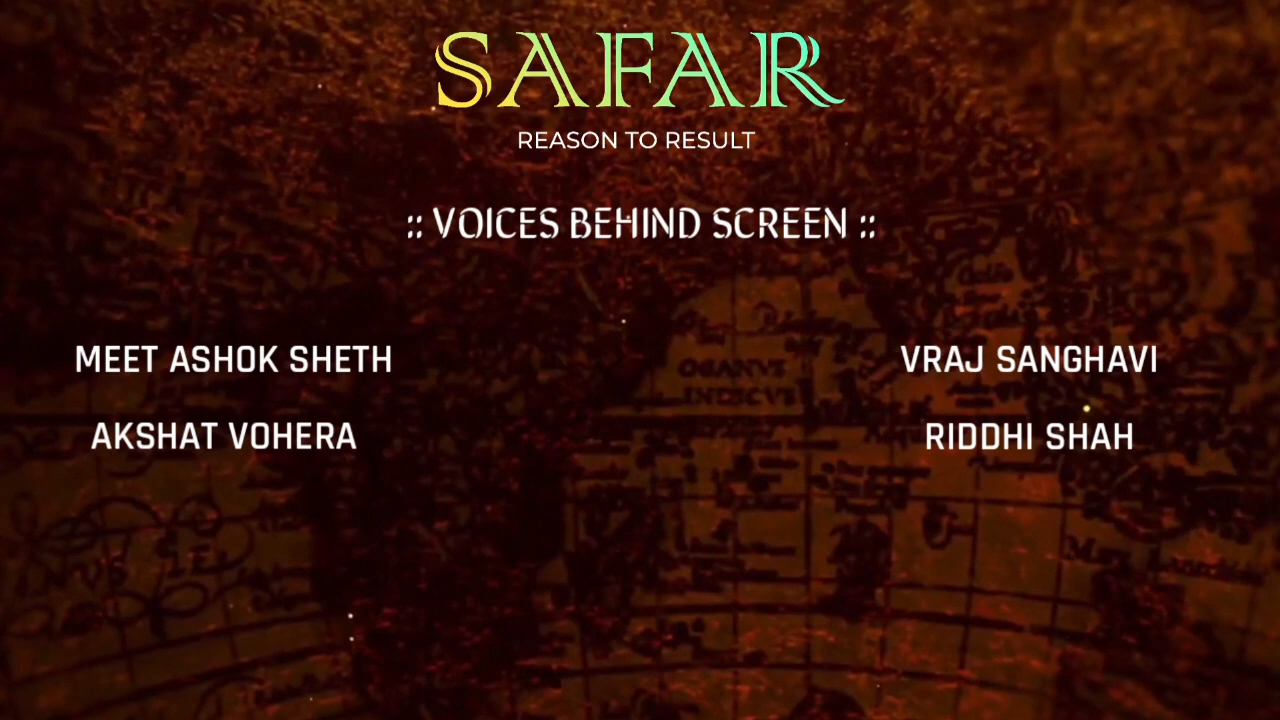 SAFAR
REASON TO RESULT
:: VOICES BEHIND SCREEN ::
MEET ASHOK SHETH
VRAJ SANGHAVI
AKSHAT VOHERA
RIDDHI SHAH